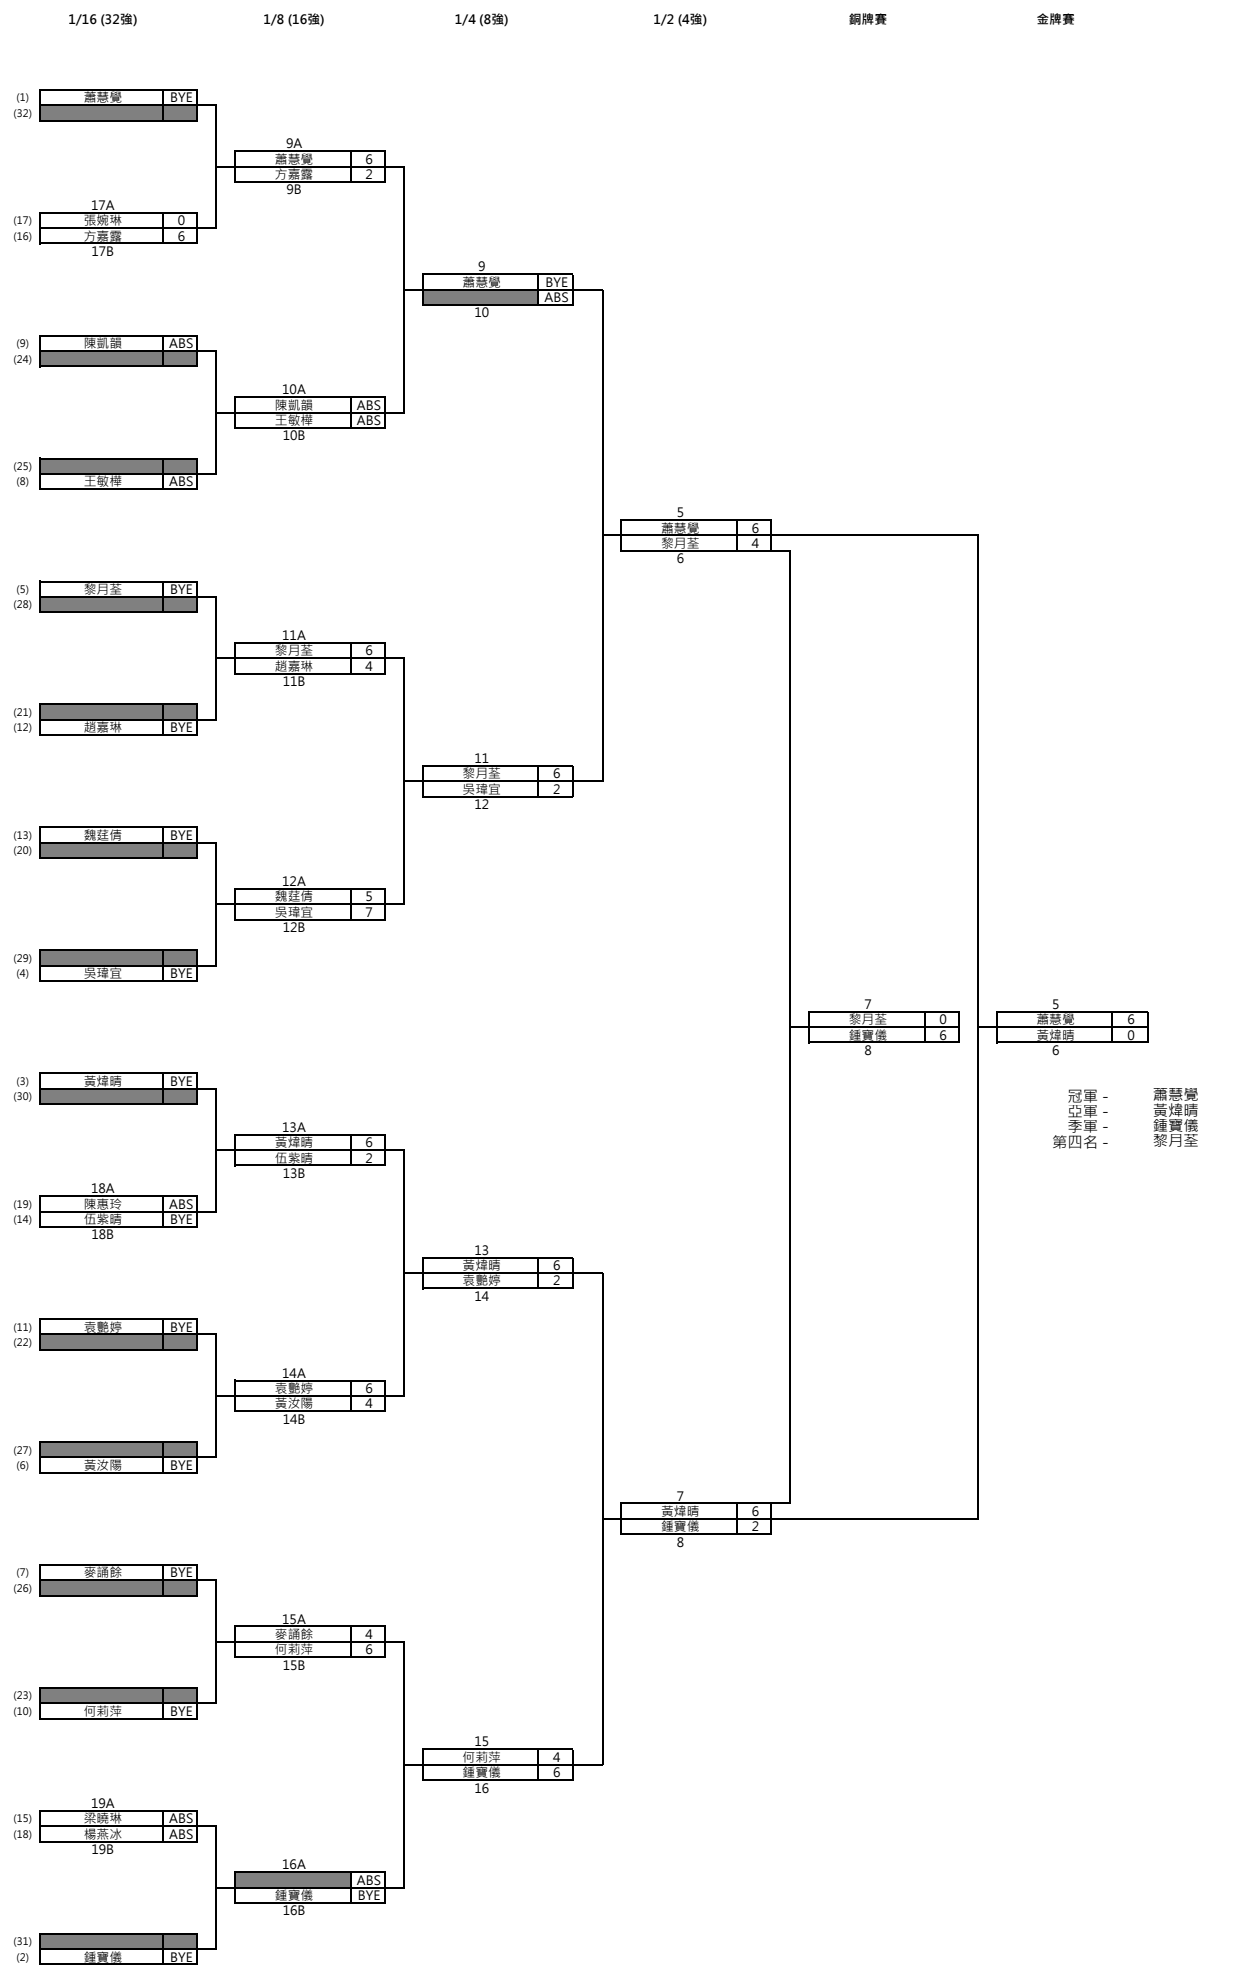 1/16 (32強) 1/8 (16強) 1/4 (8強) 1/2 (4強) 銅牌賽 金牌賽
(1) 蕭慧覺 BYE
(32)
9A
蕭慧覺 6
方嘉露 2
9B
17A
(17) 張婉琳 0
(16) 方嘉露 6
17B
9
蕭慧覺 BYE
ABS
10
(9) 陳凱韻 ABS
(24)
10A
陳凱韻 ABS
王敏樺 ABS
10B
(25)
(8) 王敏樺 ABS
5
蕭慧覺 6
黎月荃 4
6
(5) 黎月荃 BYE
(28)
11A
黎月荃 6
趙嘉琳 4
11B
(21)
(12) 趙嘉琳 BYE
11
黎月荃 6
吳瑋宜 2
12
(13) 魏莛倩 BYE
(20)
12A
魏莛倩 5
吳瑋宜 7
12B
(29)
(4) 吳瑋宜 BYE
7 5
黎月荃 0 蕭慧覺 6
鍾寶儀 6 黃煒晴 0
8 6
(3) 黃煒晴 BYE
(30)
冠軍 - 蕭慧覺
亞軍 - 黃煒晴
季軍 - 鍾寶儀
第四名 - 黎月荃
13A
黃煒晴 6
伍紫晴 2
13B
18A
(19) 陳惠玲 ABS
(14) 伍紫晴 BYE
18B
13
黃煒晴 6
袁艷婷 2
14
(11) 袁艷婷 BYE
(22)
14A
袁艷婷 6
黃汝陽 4
14B
(27)
(6) 黃汝陽 BYE
7
黃煒晴 6
鍾寶儀 2
8
(7) 麥誦餘 BYE
(26)
15A
麥誦餘 4
何莉萍 6
15B
(23)
(10) 何莉萍 BYE
15
何莉萍 4
鍾寶儀 6
16
19A
(15) 梁曉琳 ABS
(18) 楊燕冰 ABS
19B
16A
ABS
鍾寶儀 BYE
16B
(31)
(2) 鍾寶儀 BYE